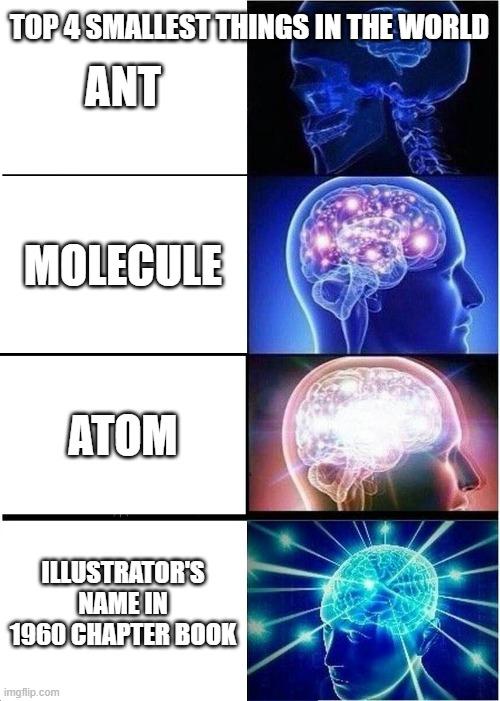 TOP 4 SMALLEST THINGS IN THE WORLD
ANT
MOLECULE
ATOM
ILLUSTRATOR'S
NAME IN
1960 CHAPTER BOOK
imgflip.com